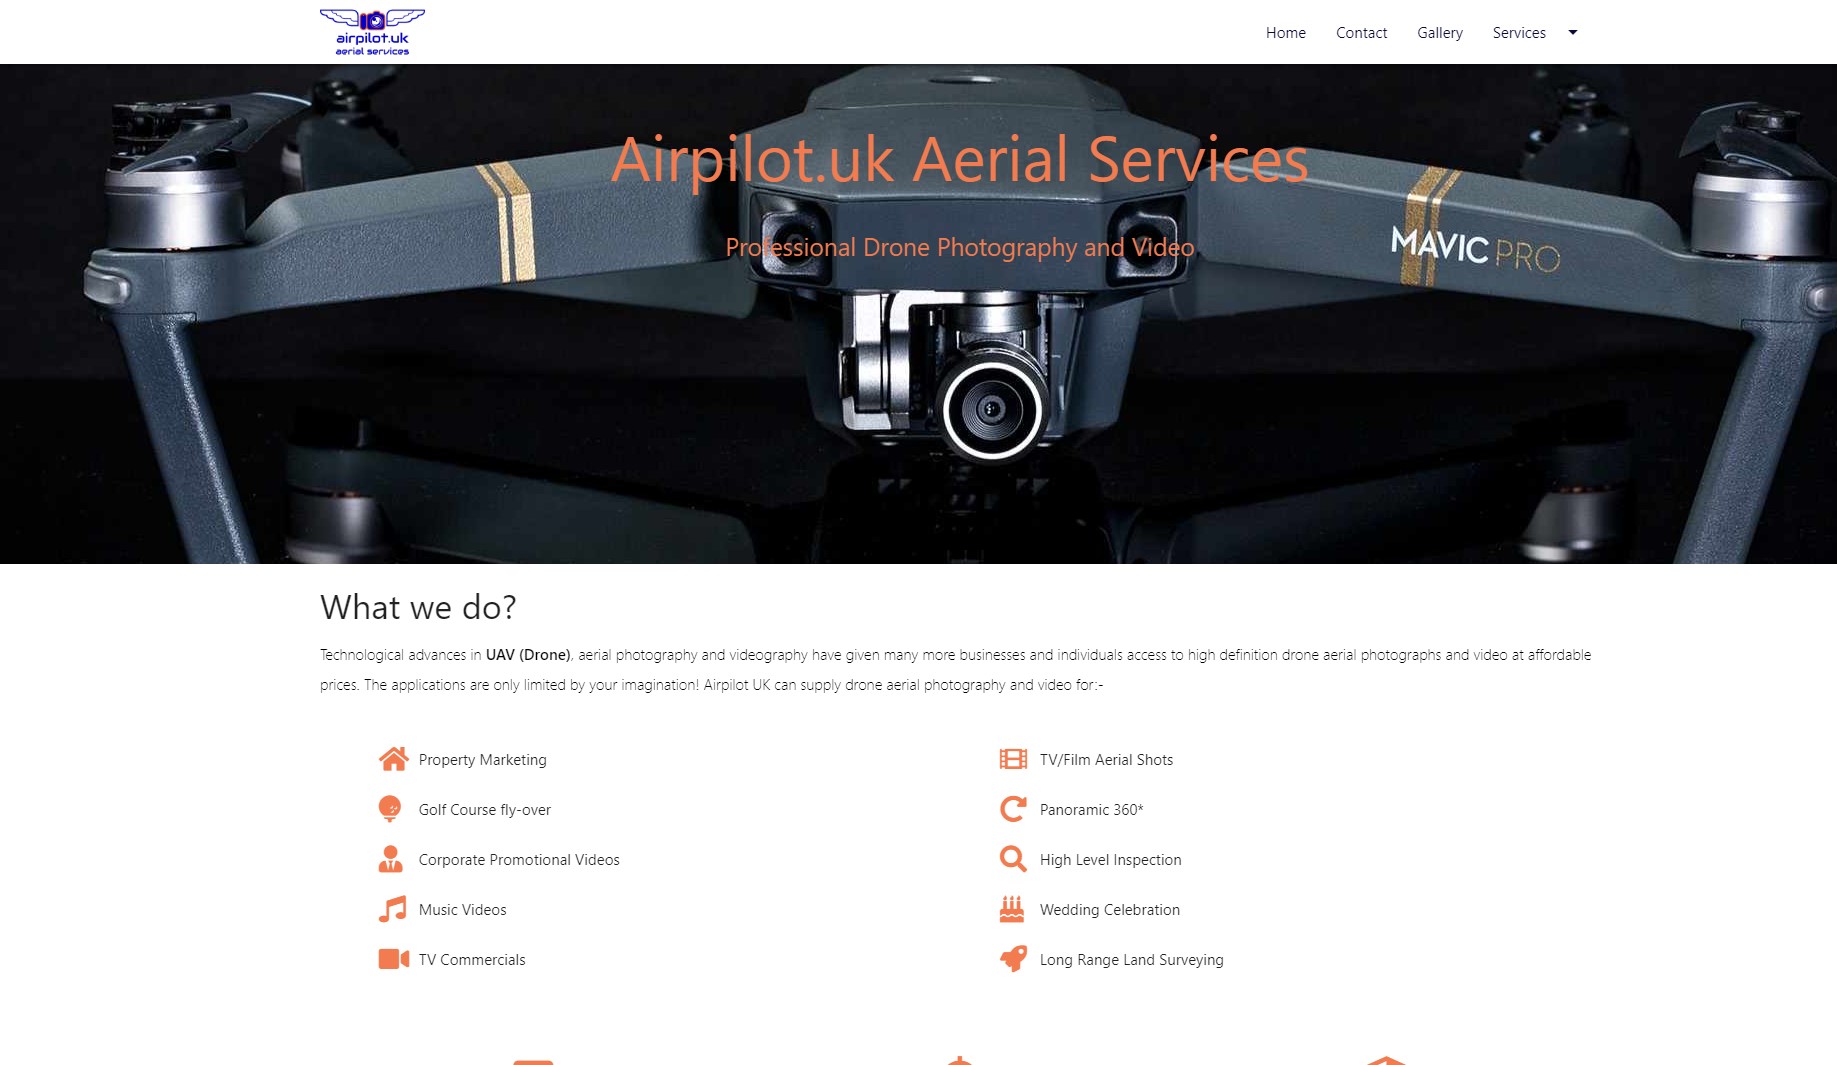 airpilot.uk
aerial services
Home Contact Gallery Services
Airpilot.uk Aerial Services
Professional Drone Photography and Video
MAVIC PRO
What we do?
Technological advances in UAV (Drone), aerial photography and videography have given many more businesses and individuals access to high definition drone aerial photographs and video at affordable
prices. The applications are only limited by your imagination! Airpilot UK can supply drone aerial photography and video for:-
Property Marketing
Golf Course fly-over
Corporate Promotional Videos
Music Videos
TV Commercials
TV/Film Aerial Shots
Panoramic 360*
High Level Inspection
Wedding Celebration
Long Range Land Surveying